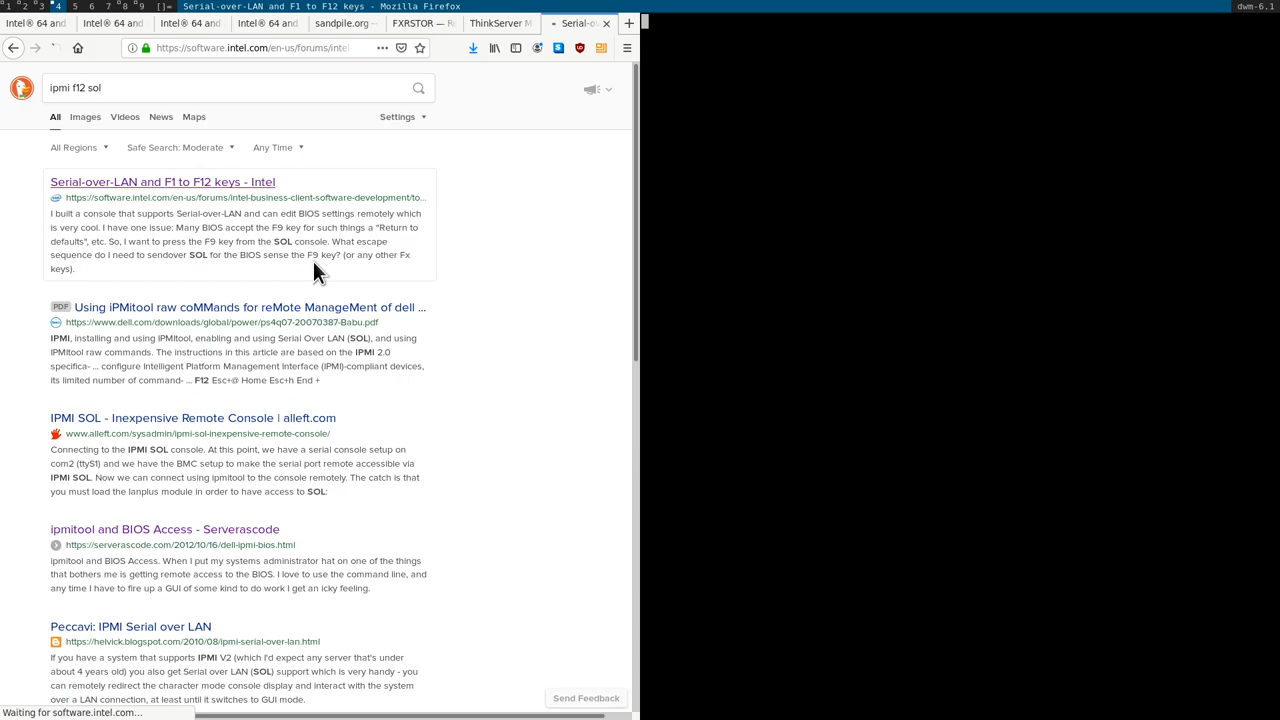 1 2 3 4 5 6 7 8 9 []= Serial-over-LAN and F1 to F12 keys - Mozilla Firefox dwm-6.1
Intel® 64 and Intel® 64 and Intel® 64 and Intel® 64 and sandpile.org — FXRSTOR — Re ThinkServer M Serial-ov
https://software.intel.com/en-us/forums/intel-
ipmi f12 sol
All Images Videos News Maps Settings
All Regions Safe Search: Moderate Any Time
Serial-over-LAN and F1 to F12 keys - Intel
https://software.intel.com/en-us/forums/intel-business-client-software-development/to...
I built a console that supports Serial-over-LAN and can edit BIOS settings remotely which
is very cool. I have one issue: Many BIOS accept the F9 key for such things a "Return to
defaults", etc. So, I want to press the F9 key from the SOL console. What escape
sequence do I need to sendover SOL for the BIOS sense the F9 key? (or any other Fx
keys).
PDF Using iPMitool raw coMMands for reMote ManageMent of dell ...
https://www.dell.com/downloads/global/power/ps4q07-20070387-Babu.pdf
IPMI, installing and using IPMItool, enabling and using Serial Over LAN (SOL), and using
IPMItool raw commands. The instructions in this article are based on the IPMI 2.0
specifica- ... configure Intelligent Platform Management Interface (IPMI)-compliant devices,
its limited number of command- ... F12 Esc+@ Home Esc+h End +
IPMI SOL - Inexpensive Remote Console | alleft.com
www.alleft.com/sysadmin/ipmi-sol-inexpensive-remote-console/
Connecting to the IPMI SOL console. At this point, we have a serial console setup on
com2 (ttyS1) and we have the BMC setup to make the serial port remote accessible via
IPMI SOL. Now we can connect using ipmitool to the console remotely. The catch is that
you must load the lanplus module in order to have access to SOL:
ipmitool and BIOS Access - Serverascode
https://serverascode.com/2012/10/16/dell-ipmi-bios.html
ipmitool and BIOS Access. When I put my systems administrator hat on one of the things
that bothers me is getting remote access to the BIOS. I love to use the command line, and
any time I have to fire up a GUI of some kind to do work I get an icky feeling.
Peccavi: IPMI Serial over LAN
https://helvick.blogspot.com/2010/08/ipmi-serial-over-lan.html
If you have a system that supports IPMI V2 (which I'd expect any server that's under
about 4 years old) you also get Serial over LAN (SOL) support which is very handy - you
can remotely redirect the character mode console display and interact with the system
over a LAN connection, at least until it switches to GUI mode.
Send Feedback
Waiting for software.intel.com...